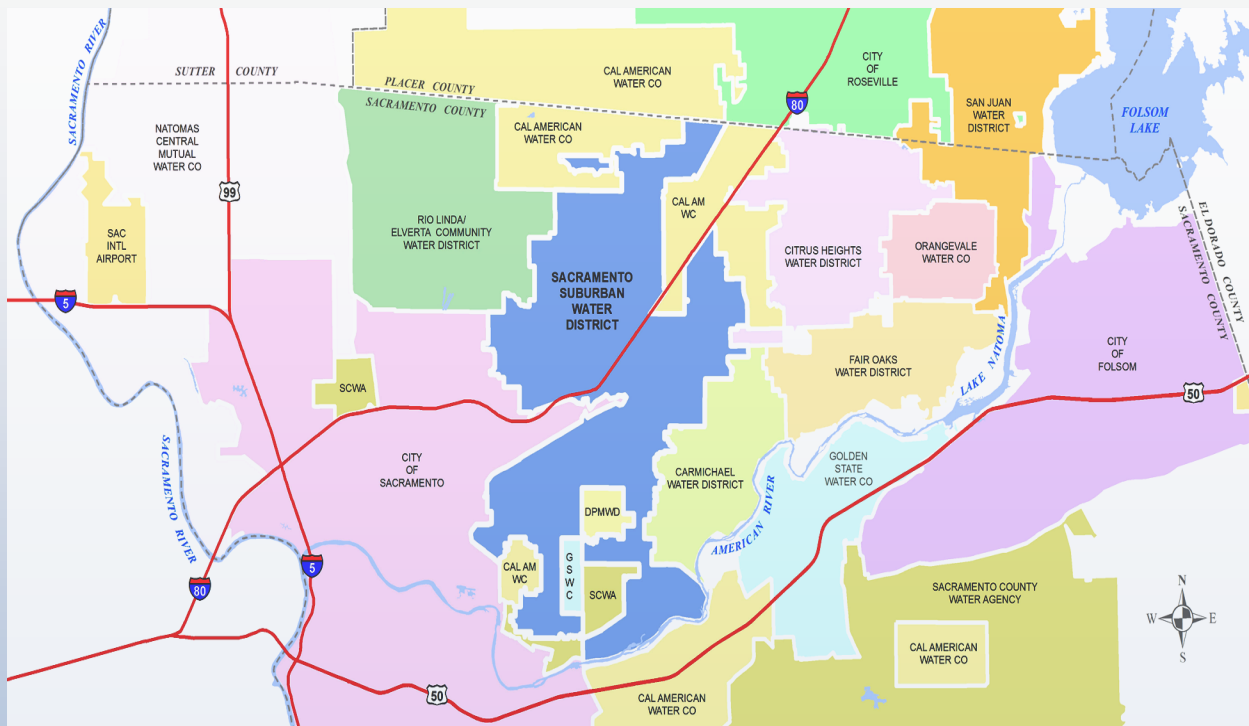 SACRAMENTO RIVER
SUTTER COUNTY
PLACER COUNTY
SACRAMENTO COUNTY
CAL AMERICAN
WATER CO
80
CITY
OF
ROSEVILLE
SAN JUAN
WATER
DISTRICT
FOLSOM
LAKE
NATOMAS
CENTRAL
MUTUAL
WATER CO
99
CAL AMERICAN
WATER CO
SAC
INTL
AIRPORT
RIO LINDA/
ELVERTA COMMUNITY
WATER DISTRICT
CAL AM
WC
CITRUS HEIGHTS
WATER DISTRICT
ORANGEVALE
WATER CO
EL DORADO COUNTY
SACRAMENTO COUNTY
5
SACRAMENTO
SUBURBAN
WATER
DISTRICT
FAIR OAKS
WATER DISTRICT
LAKE NATOMA
CITY
OF
FOLSOM
50
SCWA
SACRAMENTO RIVER
CITY
OF
SACRAMENTO
CARMICHAEL
WATER DISTRICT
GOLDEN
STATE
WATER CO
AMERICAN RIVER
DPMWD
CAL AM
WC
G
S
W
C
SCWA
80
5
SACRAMENTO COUNTY
WATER AGENCY
N
W E
S
CAL AMERICAN
WATER CO
50
CAL AMERICAN
WATER CO